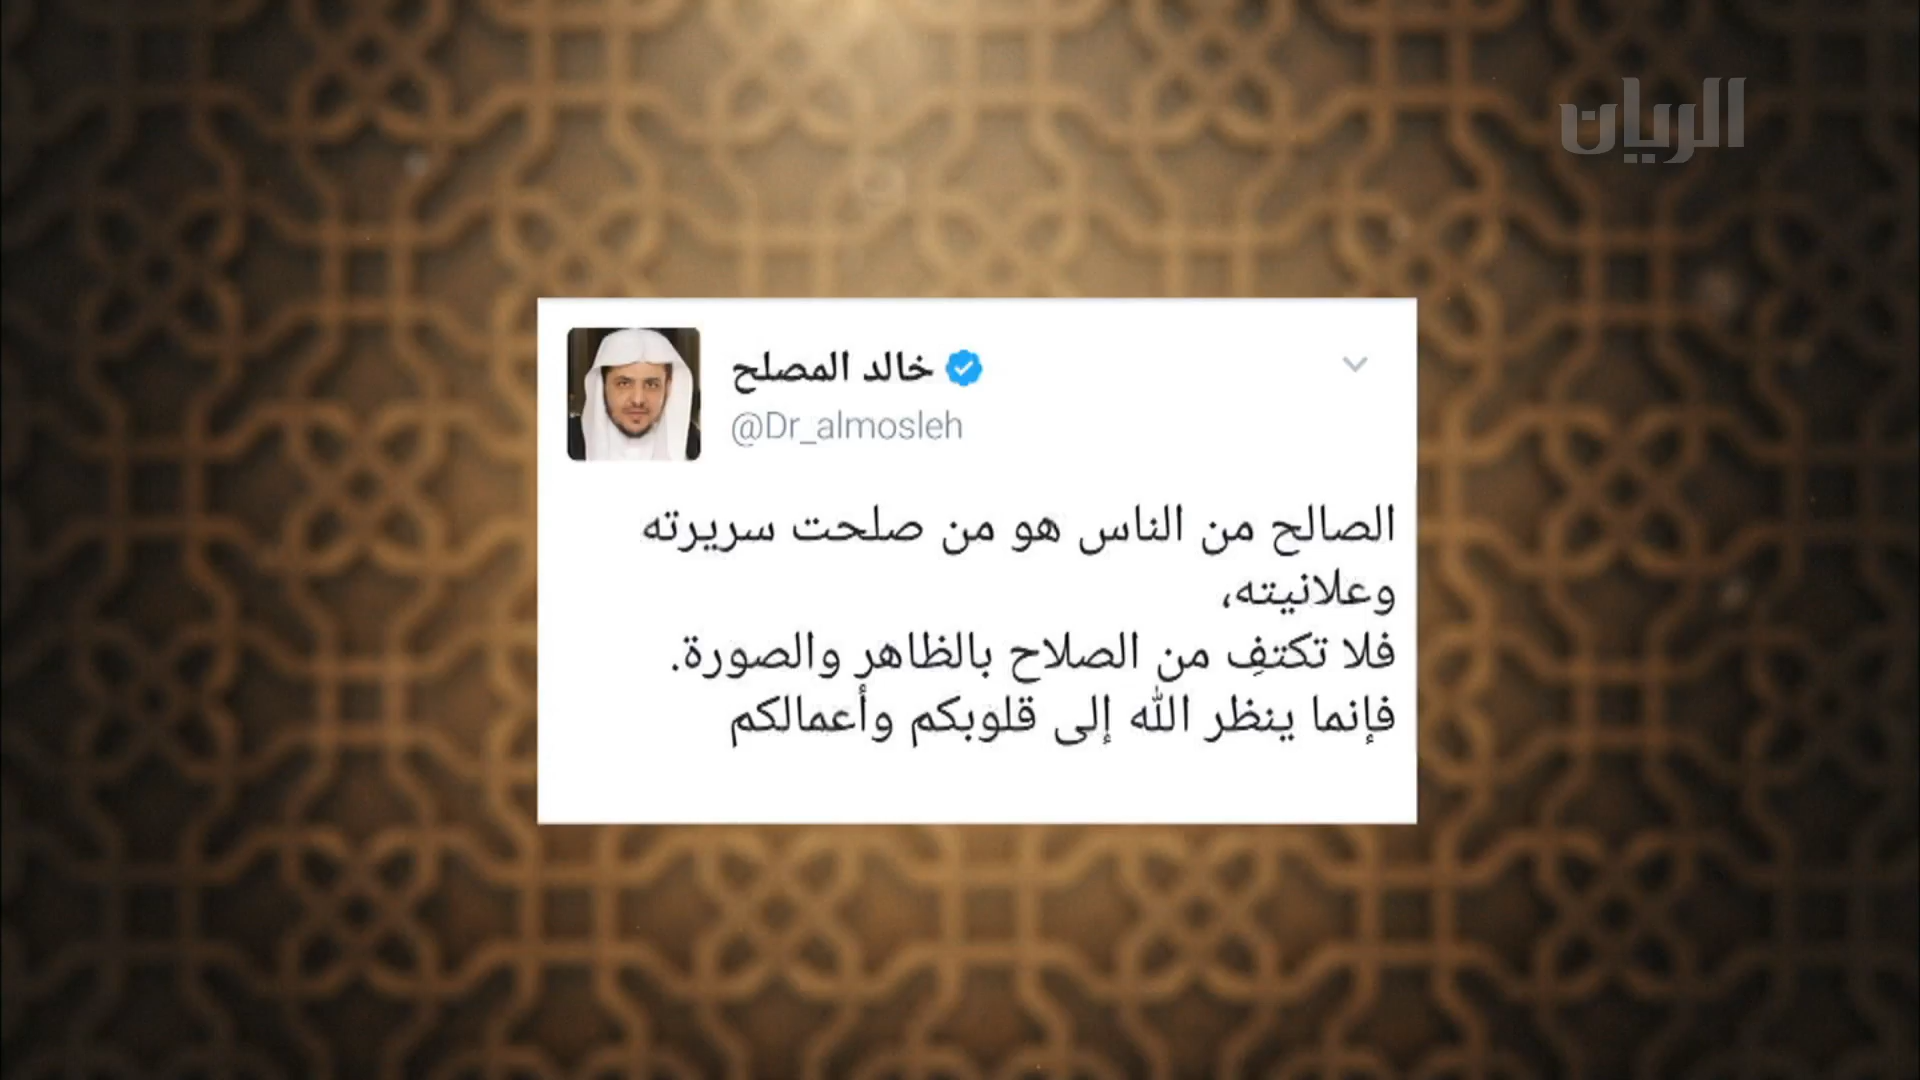 الريان
خالد المصلح
@Dr_almosleh
الصالح من الناس هو من صلحت سريرته
وعلانيته،
فلا تكتفِ من الصلاح بالظاهر والصورة.
فإنما ينظر الله إلى قلوبكم وأعمالكم